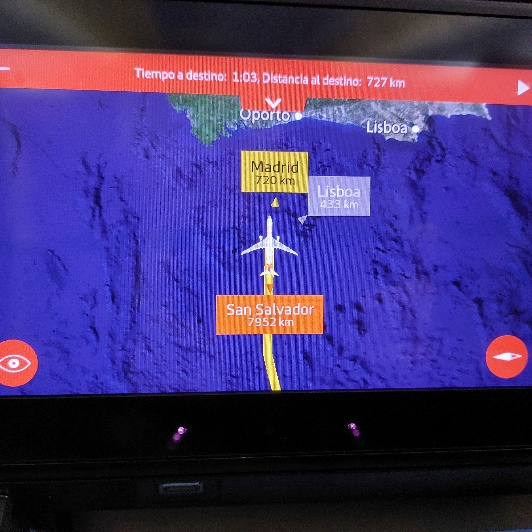 Tiempo a destino: 1:03, Distancia al destino: 727 km
Oporto
Lisboa
Madrid
720 km
Lisboa
433 km
San Salvador
7952 km